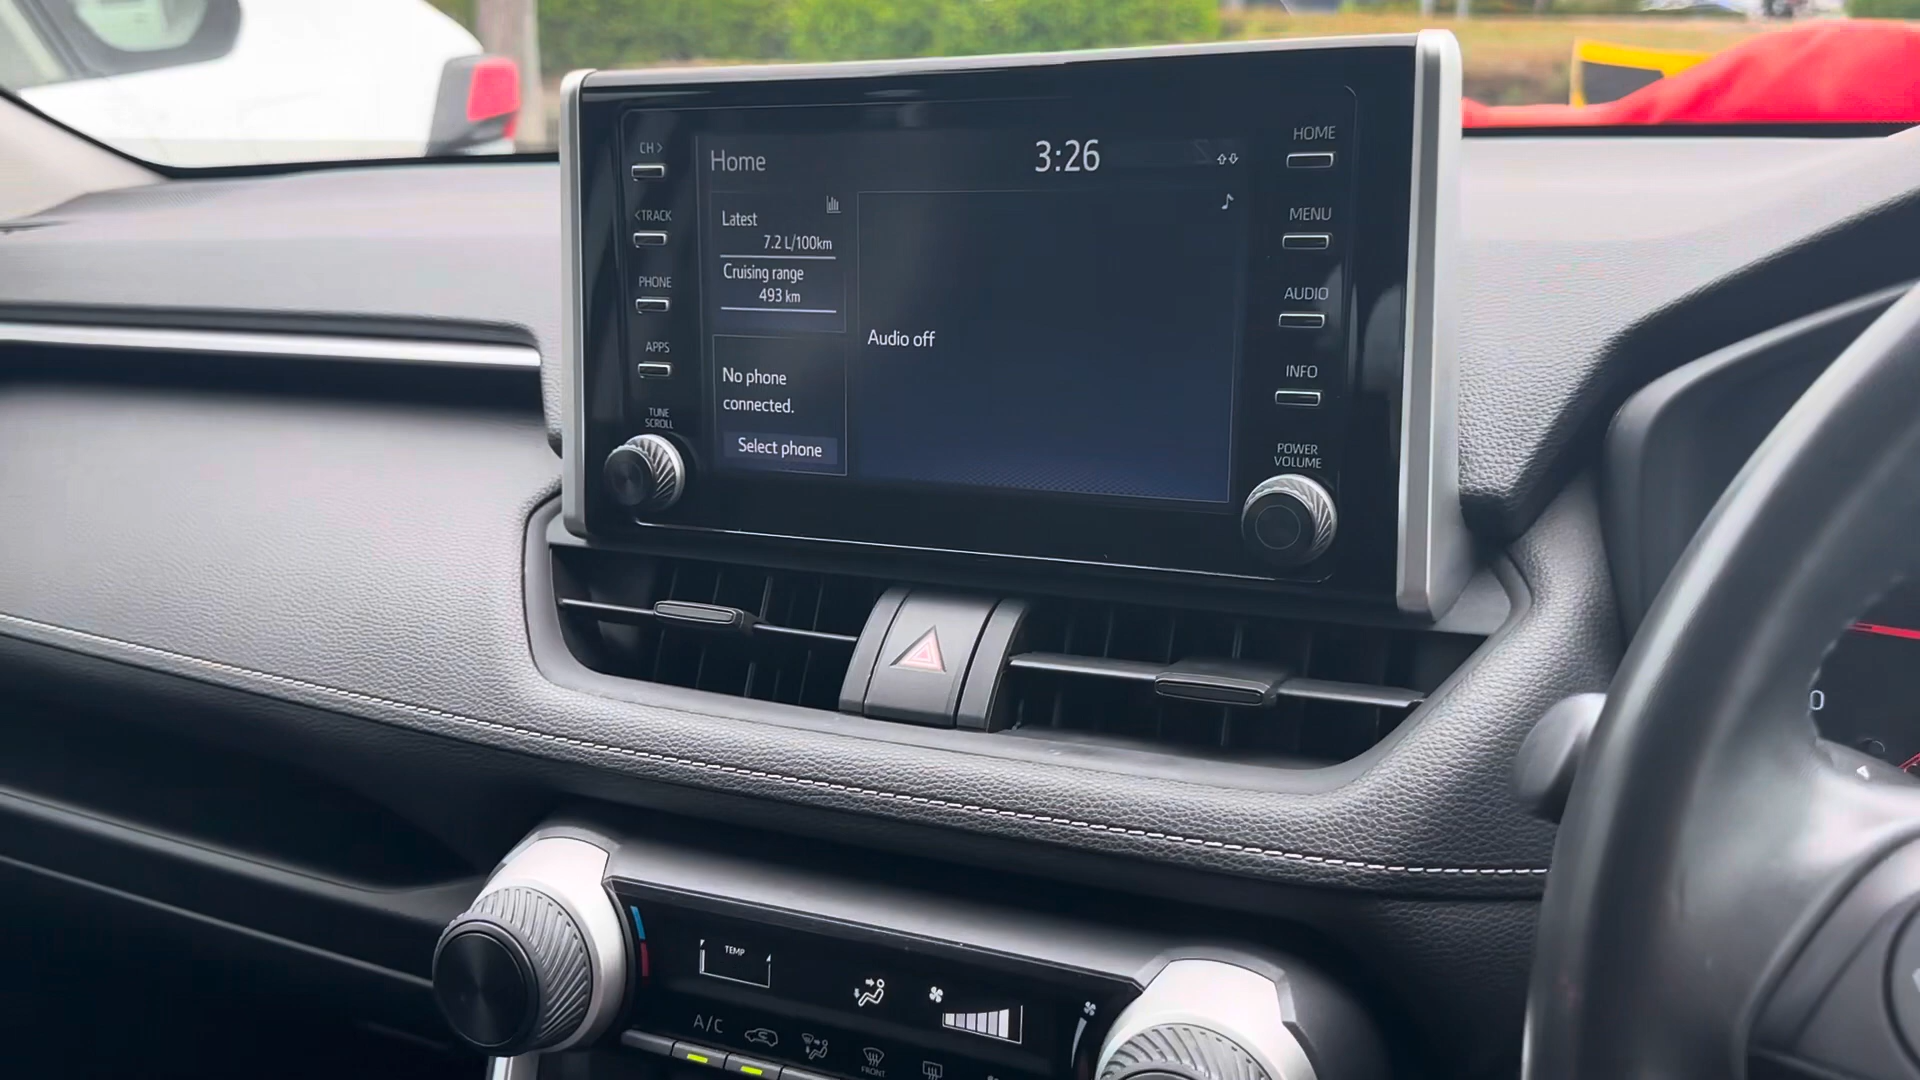 CH >
<TRACK
PHONE
APPS
TUNE
SCROLL
Home
3:26
Latest
7.2 L/100km
Cruising range
493 km
No phone
connected.
Select phone
Audio off
HOME
MENU
AUDIO
INFO
POWER
VOLUME
TEMP
A/C
FRONT
0